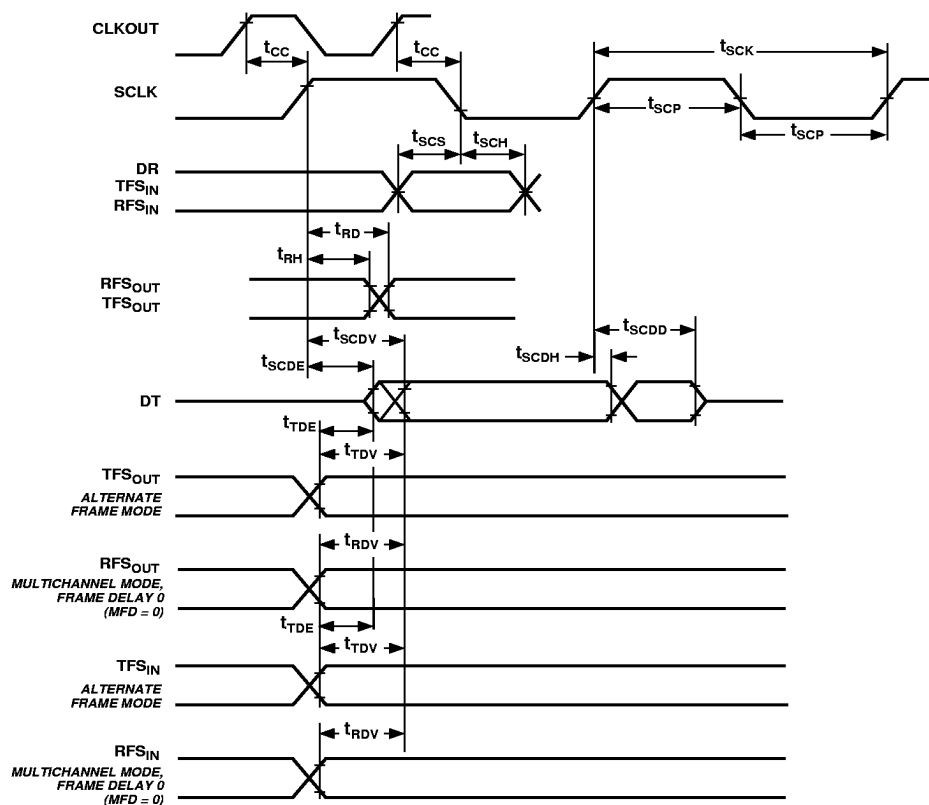 CLKOUT
tCC
tCC
tSCK
SCLK
tSCP
tSCP
tSCS
tSCH
DR
TFSIN
RFSIN
tRD
tRH
RFSOUT
TFSOUT
tSCDV
tSCDD
tSCDE
tSCDH
DT
tTDE
tTDV
TFSOUT
ALTERNATE
FRAME MODE
tRDV
RFSOUT
MULTICHANNEL MODE,
FRAME DELAY 0
(MFD = 0)
tTDE
tTDV
TFSIN
ALTERNATE
FRAME MODE
tRDV
RFSIN
MULTICHANNEL MODE,
FRAME DELAY 0
(MFD = 0)